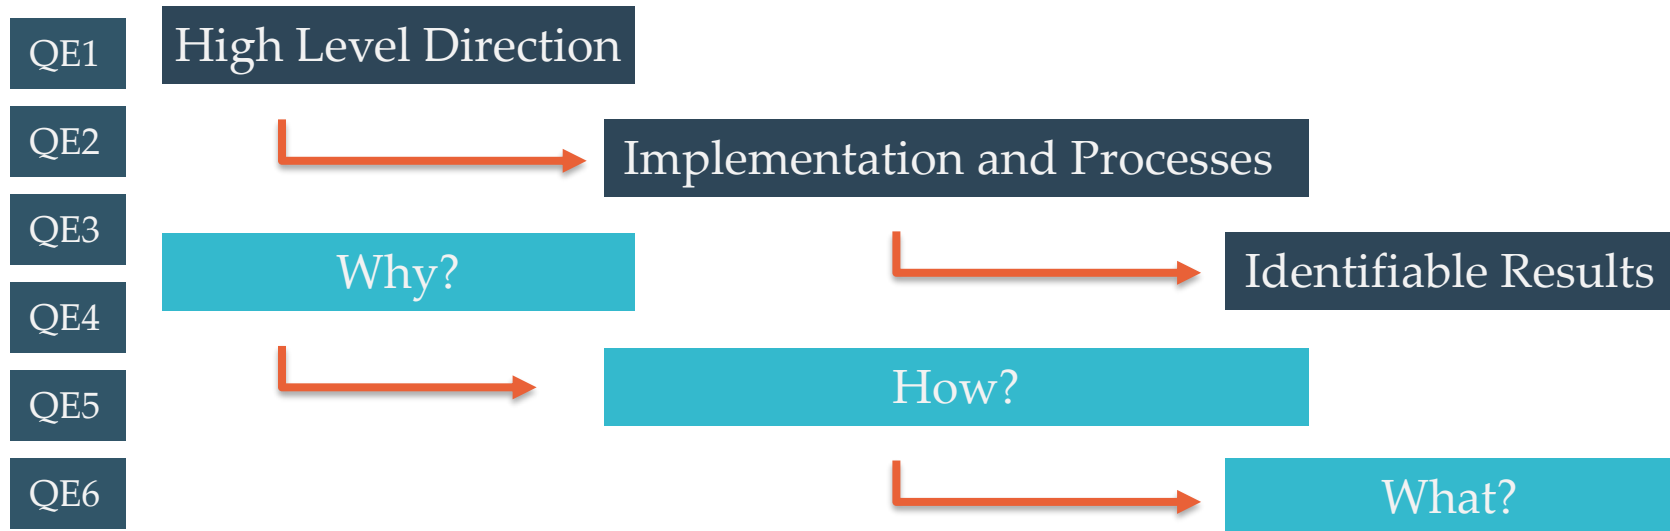 QE1
QE2
QE3
QE4
QE5
QE6
High Level Direction
Implementation and Processes
Identifiable Results
Why?
How?
What?